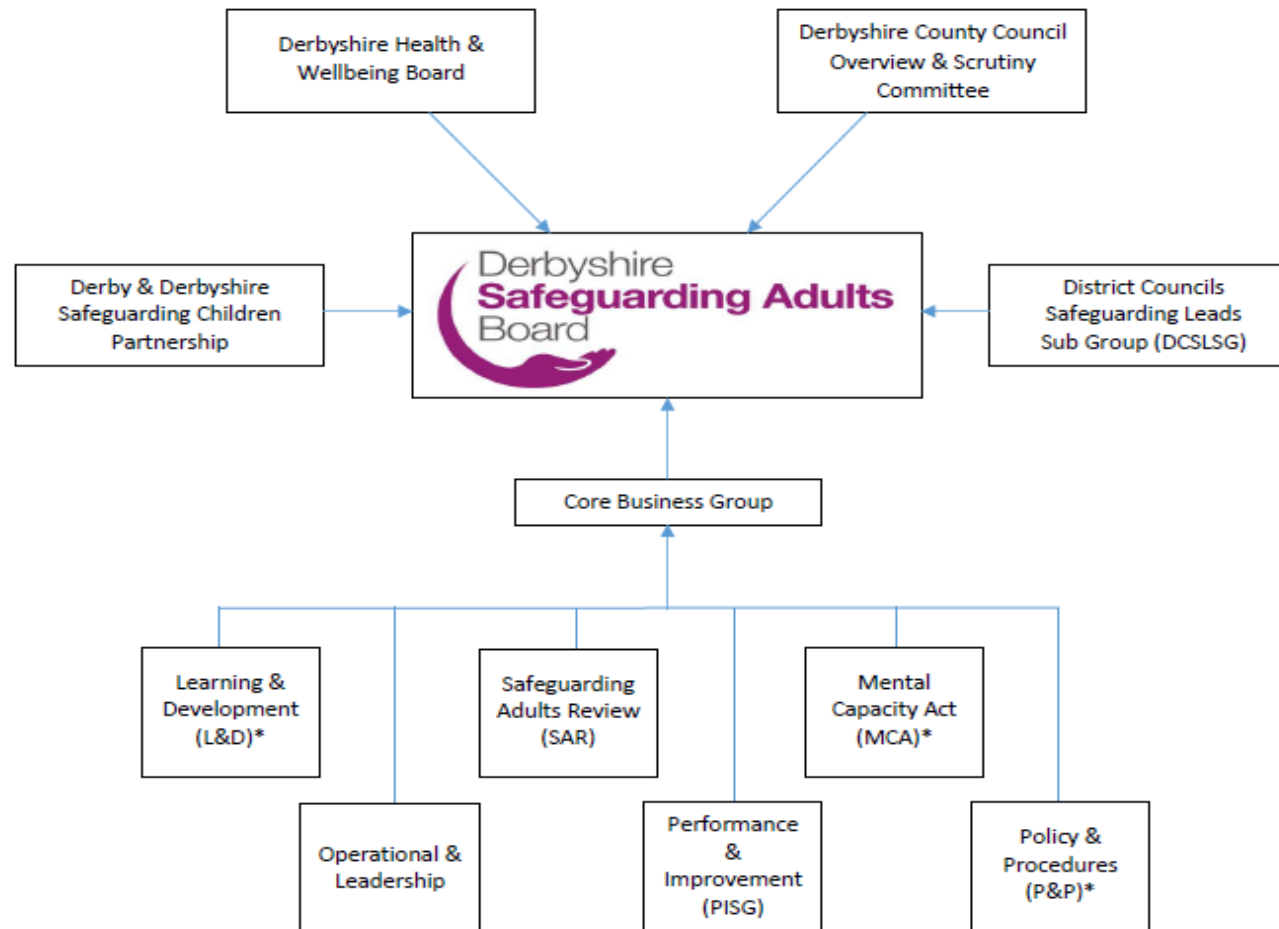 Derbyshire Health &
Wellbeing Board
Derbyshire County Council
Overview & Scrutiny
Committee
Derby & Derbyshire
Safeguarding Children
Partnership
Derbyshire
Safeguarding Adults
Board
District Councils
Safeguarding Leads
Sub Group (DCSLSG)
Core Business Group
Learning &
Development
(L&D)*
Safeguarding
Adults Review
(SAR)
Mental
Capacity Act
(MCA)*
Operational &
Leadership
Performance
&
Improvement
(PISG)
Policy &
Procedures
(P&P)*